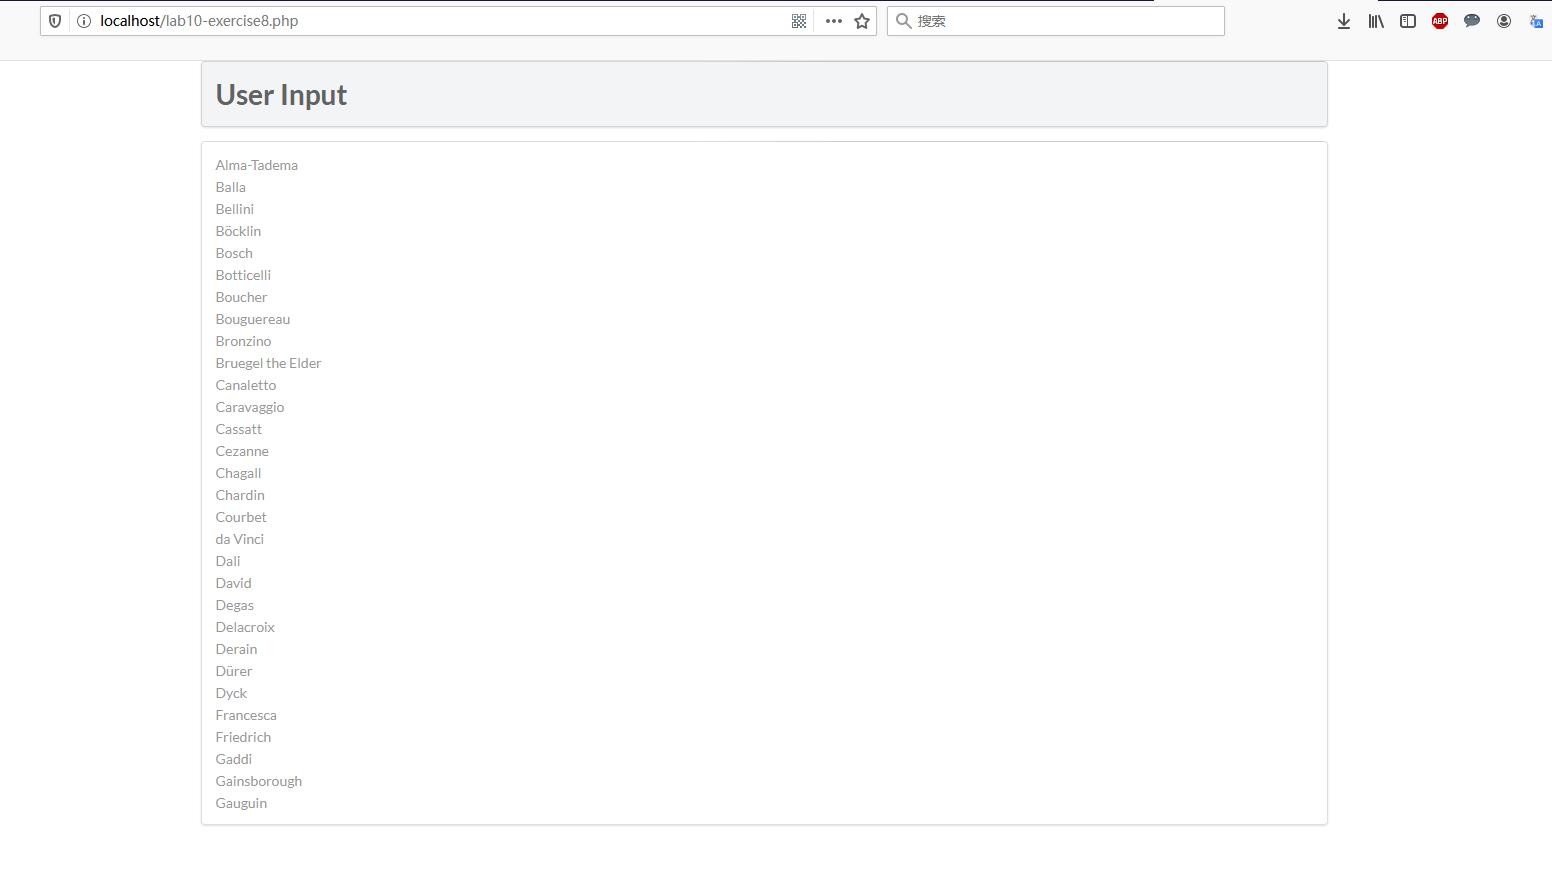 localhost/lab10-exercise8.php
搜索
ABP
User Input
Alma-Tadema
Balla
Bellini
Böcklin
Bosch
Botticelli
Boucher
Bouguereau
Bronzino
Bruegel the Elder
Canaletto
Caravaggio
Cassatt
Cezanne
Chagall
Chardin
Courbet
da Vinci
Dali
David
Degas
Delacroix
Derain
Dürer
Dyck
Francesca
Friedrich
Gaddi
Gainsborough
Gauguin